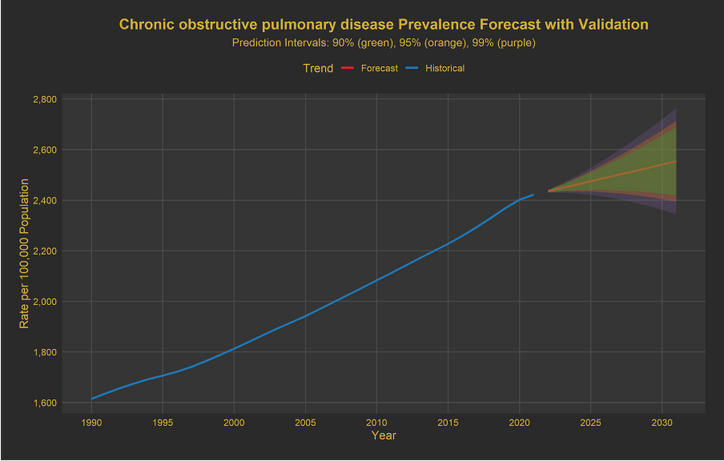 Chronic obstructive pulmonary disease Prevalence Forecast with Validation
Prediction Intervals: 90% (green), 95% (orange), 99% (purple)
Trend Forecast Historical
2,800
2,600
2,400
2,200
2,000
1,800
1,600
Rate per 100,000 Population
1990 1995 2000 2005 2010 2015 2020 2025 2030
Year